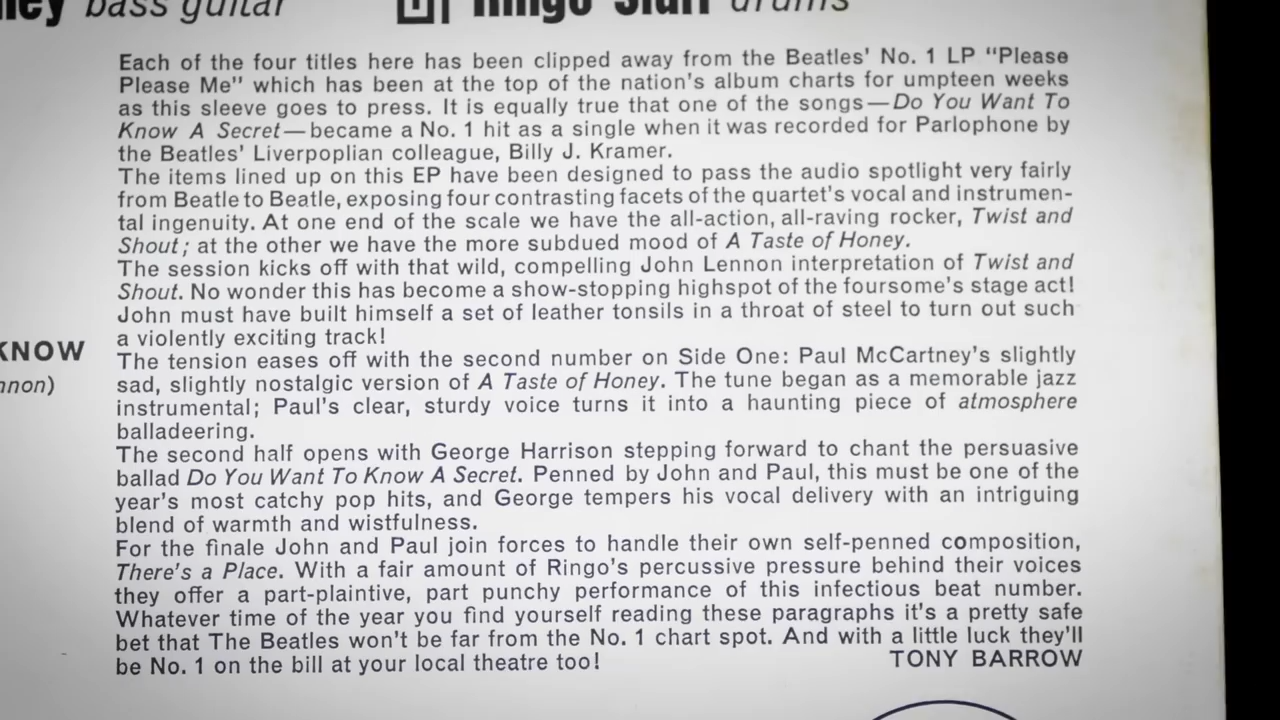 bass guitar Ringo Starr drums
Each of the four titles here has been clipped away from the Beatles' No. 1 LP "Please
Please Me" which has been at the top of the nation's album charts for umpteen weeks
as this sleeve goes to press. It is equally true that one of the songs—Do You Want To
Know A Secret—became a No. 1 hit as a single when it was recorded for Parlophone by
the Beatles' Liverpoplian colleague, Billy J. Kramer.
The items lined up on this EP have been designed to pass the audio spotlight very fairly
from Beatle to Beatle, exposing four contrasting facets of the quartet's vocal and instrumen-
tal ingenuity. At one end of the scale we have the all-action, all-raving rocker, Twist and
Shout; at the other we have the more subdued mood of A Taste of Honey.
The session kicks off with that wild, compelling John Lennon interpretation of Twist and
Shout. No wonder this has become a show-stopping highspot of the foursome's stage act!
John must have built himself a set of leather tonsils in a throat of steel to turn out such
a violently exciting track!
KNOW
The tension eases off with the second number on Side One: Paul McCartney's slightly
nnon)
sad, slightly nostalgic version of A Taste of Honey. The tune began as a memorable jazz
instrumental; Paul's clear, sturdy voice turns it into a haunting piece of atmosphere
balladeering.
The second half opens with George Harrison stepping forward to chant the persuasive
ballad Do You Want To Know A Secret. Penned by John and Paul, this must be one of the
year's most catchy pop hits, and George tempers his vocal delivery with an intriguing
blend of warmth and wistfulness.
For the finale John and Paul join forces to handle their own self-penned composition,
There's a Place. With a fair amount of Ringo's percussive pressure behind their voices
they offer a part-plaintive, part punchy performance of this infectious beat number.
Whatever time of the year you find yourself reading these paragraphs it's a pretty safe
bet that The Beatles won't be far from the No. 1 chart spot. And with a little luck they'll
be No. 1 on the bill at your local theatre too! TONY BARROW